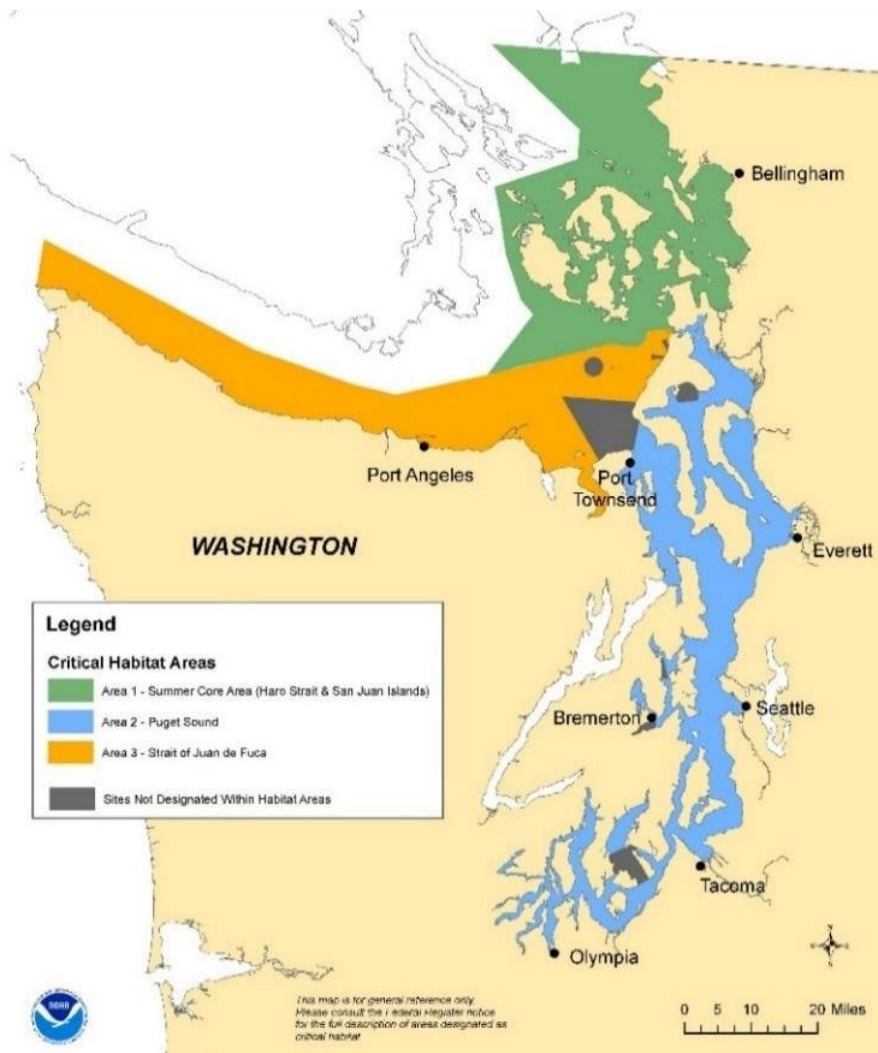 Bellingham
Port Angeles
Port
Townsend
WASHINGTON
Everett
Legend
Critical Habitat Areas
Area 1 - Summer Core Area (Haro Strait & San Juan Islands)
Area 2 - Puget Sound
Area 3 - Strait of Juan de Fuca
Sites Not Designated Within Habitat Areas
Bremerton
Seattle
Tacoma
Olympia
NOAA
This map is for general reference only.
Please consult the Federal Register notice
for the full description of areas designated as
critical habitat
0 5 10 20 Miles